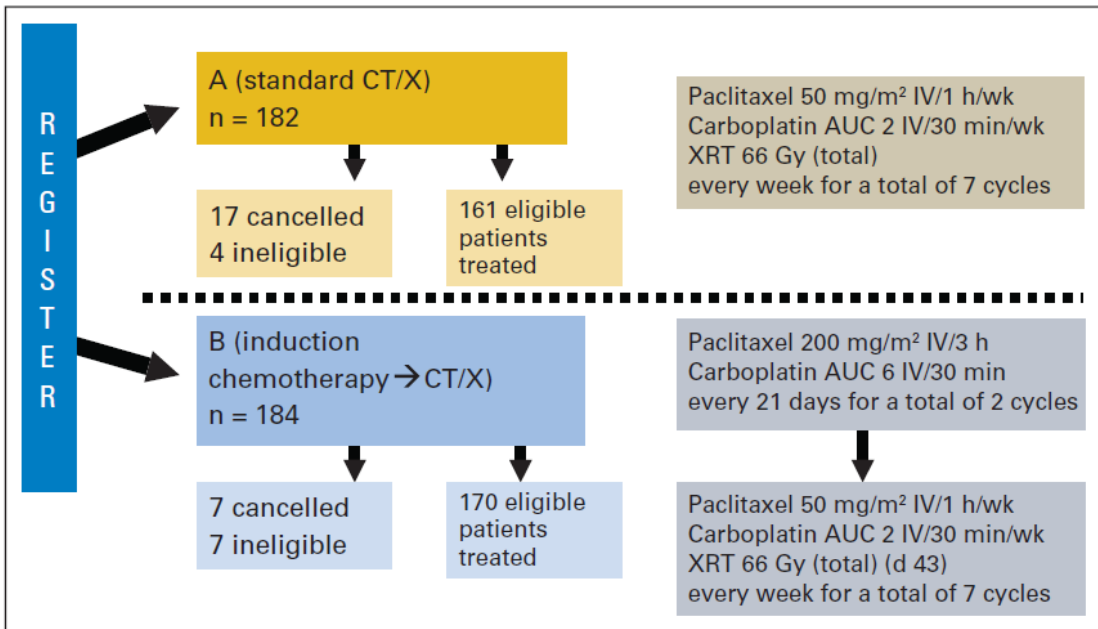 REGISTER
A (standard CT/X)
n = 182
17 cancelled
4 ineligible
161 eligible
patients
treated
Paclitaxel 50 mg/m² IV/1 h/wk
Carboplatin AUC 2 IV/30 min/wk
XRT 66 Gy (total)
every week for a total of 7 cycles
B (induction
chemotherapy → CT/X)
n = 184
7 cancelled
7 ineligible
170 eligible
patients
treated
Paclitaxel 200 mg/m² IV/3 h
Carboplatin AUC 6 IV/30 min
every 21 days for a total of 2 cycles
Paclitaxel 50 mg/m² IV/1 h/wk
Carboplatin AUC 2 IV/30 min/wk
XRT 66 Gy (total) (d 43)
every week for a total of 7 cycles